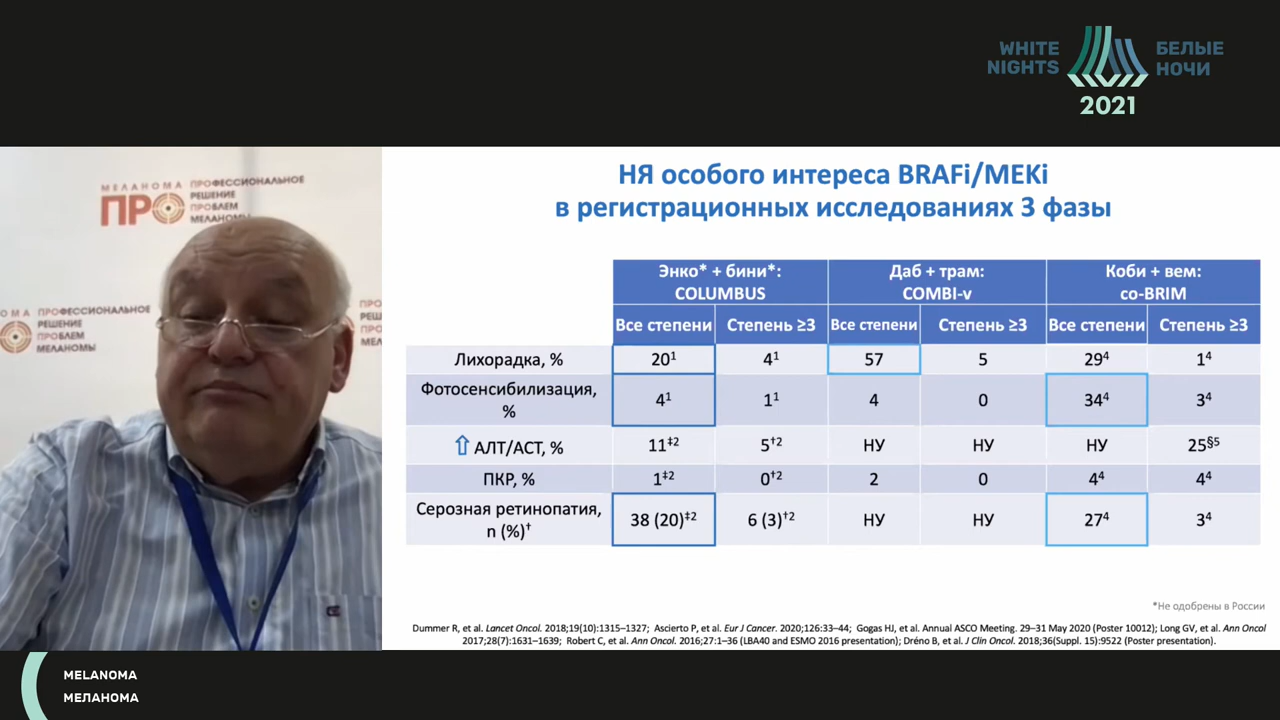 WHITE NIGHTS
БЕЛЫЕ НОЧИ
2021
МЕЛАНОМА
ПРО
ПРОФЕССИОНАЛЬНОЕ
РЕШЕНИЕ
ПРОБЛЕМ
МЕЛАНОМЫ
ПРОФЕССИОНАЛЬНОЕ
РЕШЕНИЕ
ПРОБЛЕМ
МЕЛАНОМЫ
НЯ особого интереса BRAFi/MEKi
в регистрационных исследованиях 3 фазы
Энко* + бини*: Даб + трам: Коби + вем:
COLUMBUS COMBI-v co-BRIM
Все степени Степень ≥3 Все степени Степень ≥3 Все степени Степень ≥3
Лихорадка, % 20¹ 4¹ 57 5 29⁴ 1⁴
Фотосенсибилизация,
% 4¹ 1¹ 4 0 34⁴ 3⁴
⇧ АЛТ/АСТ, % 11‡² 5†² НУ НУ НУ 25§⁵
ПКР, % 1‡² 0†² 2 0 4⁴ 4⁴
Серозная ретинопатия,
n (%)† 38 (20)‡² 6 (3)†² НУ НУ 27⁴ 3⁴
*Не одобрены в России
Dummer R, et al. Lancet Oncol. 2018;19(10):1315–1327; Ascierto P, et al. Eur J Cancer. 2020;126:33–44; Gogas HJ, et al. Annual ASCO Meeting. 29–31 May 2020 (Poster 10012); Long GV, et al. Ann Oncol
2017;28(7):1631–1639; Robert C, et al. Ann Oncol. 2016;27:1–36 (LBA40 and ESMO 2016 presentation); Dréno B, et al. J Clin Oncol. 2018;36(Suppl. 15):9522 (Poster presentation).
MELANOMA
МЕЛАНОМА